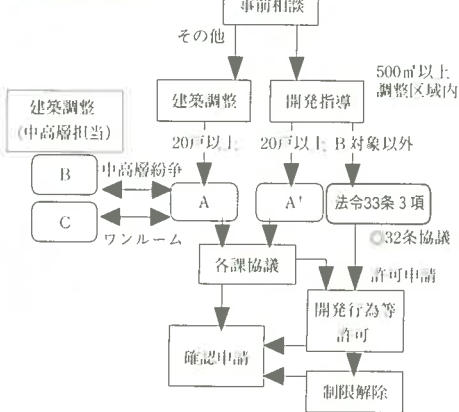 事前相談
その他
500㎡以上
調整区域内
建築調整
(中高層担当)
建築調整
開発指導
20戸以上
20戸以上
B対象以外
B
中高層紛争
A
A'
法令33条3項
C
ワンルーム
32条協議
各課協議
許可申請
開発行為等
許可
確認申請
制限解除